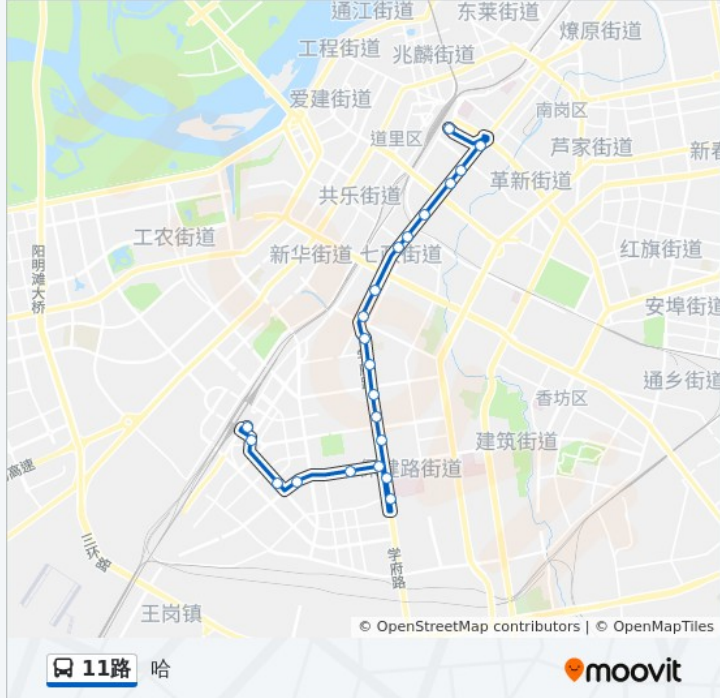 通江街道
东莱街道
燎原街道
工程街道
兆麟街道
爱建街道
南岗区
道里区
芦家街道
革新街道
共乐街道
工农街道
新华街道
街道
红旗街道
阳明滩大桥
安埠街道
通乡街道
香坊区
建筑街道
路街道
高速
三环路
学府路
王岗镇
© OpenStreetMap contributors | © OpenMapTiles
11路 哈
moovit